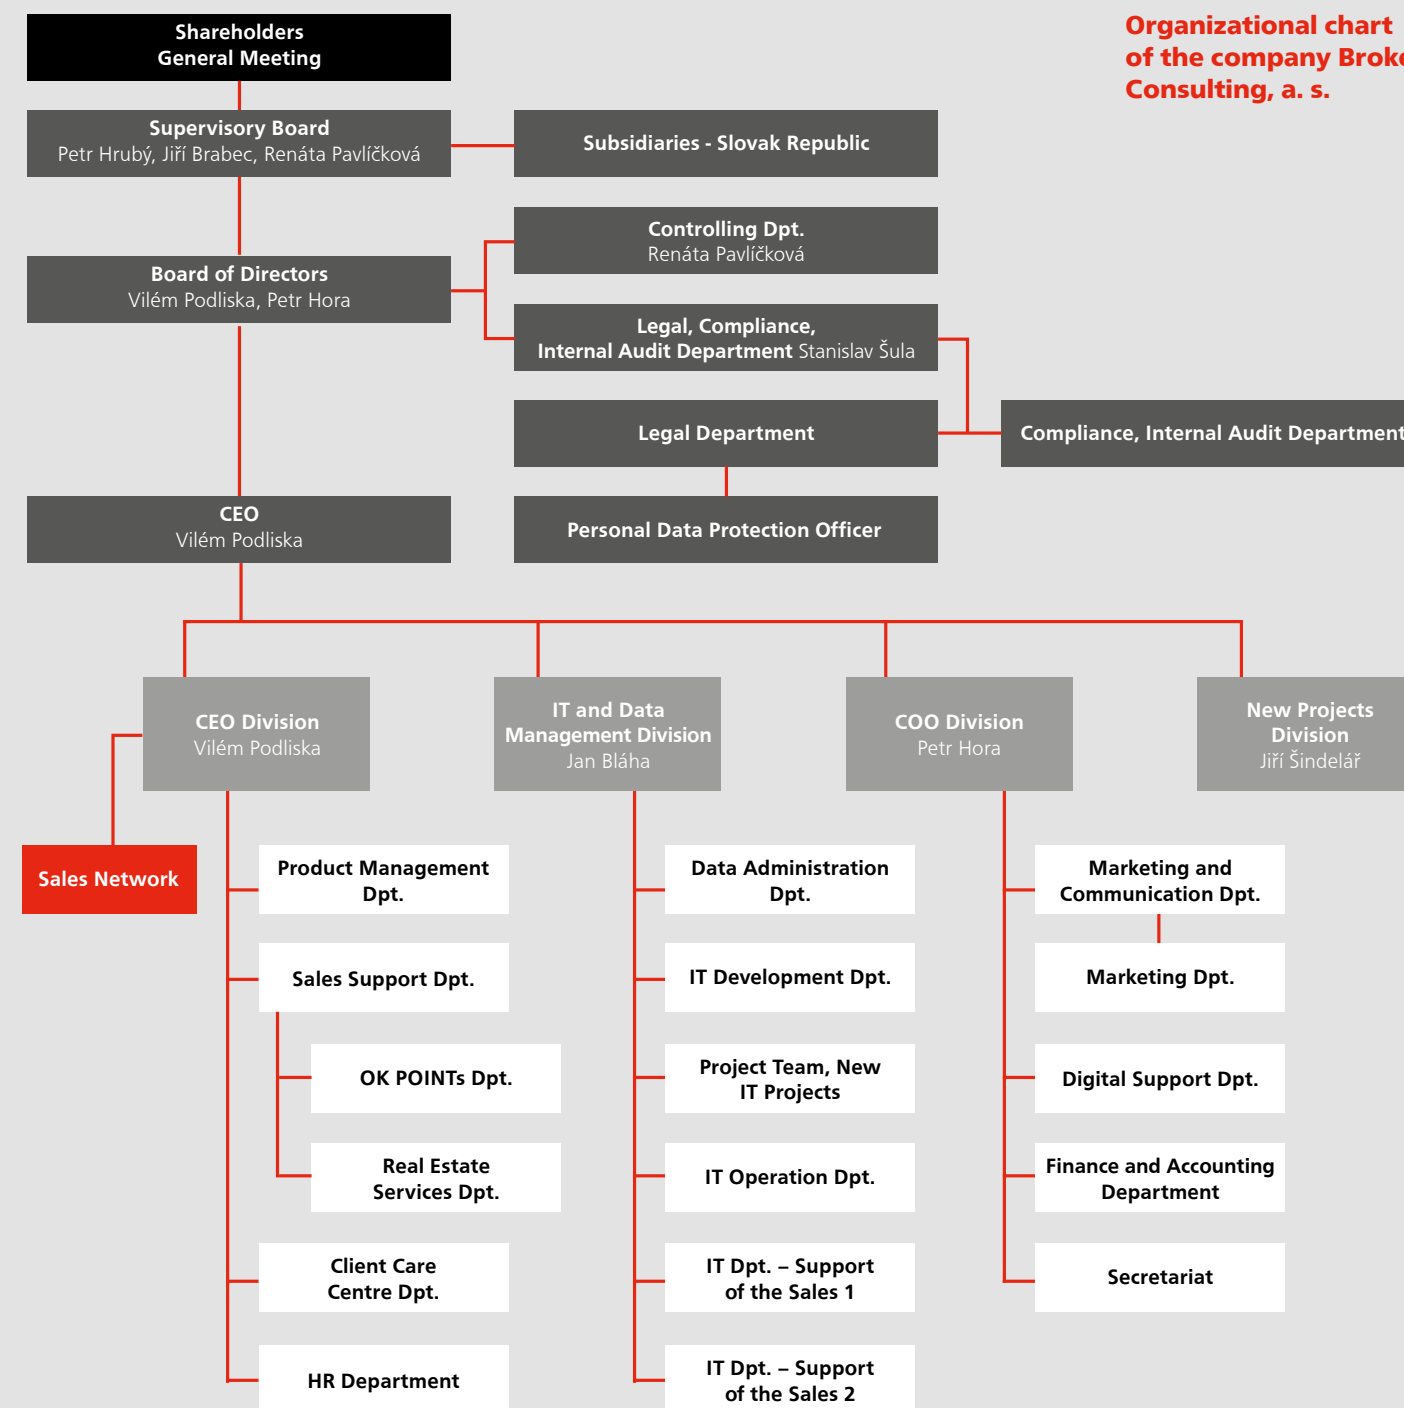 Organizational chart
of the company Broke
Consulting, a. s.
Shareholders
General Meeting
Supervisory Board
Petr Hrubý, Jiří Brabec, Renáta Pavlíčková
Subsidiaries - Slovak Republic
Controlling Dpt.
Renáta Pavlíčková
Board of Directors
Vilém Podliska, Petr Hora
Legal, Compliance,
Internal Audit Department Stanislav Šula
Legal Department
Compliance, Internal Audit Department
CEO
Vilém Podliska
Personal Data Protection Officer
CEO Division
Vilém Podliska
IT and Data
Management Division
Jan Bláha
COO Division
Petr Hora
New Projects
Division
Jiří Šindelář
Sales Network
Product Management
Dpt.
Sales Support Dpt.
OK POINTs Dpt.
Real Estate
Services Dpt.
Client Care
Centre Dpt.
HR Department
Data Administration
Dpt.
IT Development Dpt.
Project Team, New
IT Projects
IT Operation Dpt.
IT Dpt. – Support
of the Sales 1
IT Dpt. – Support
of the Sales 2
Marketing and
Communication Dpt.
Marketing Dpt.
Digital Support Dpt.
Finance and Accounting
Department
Secretariat